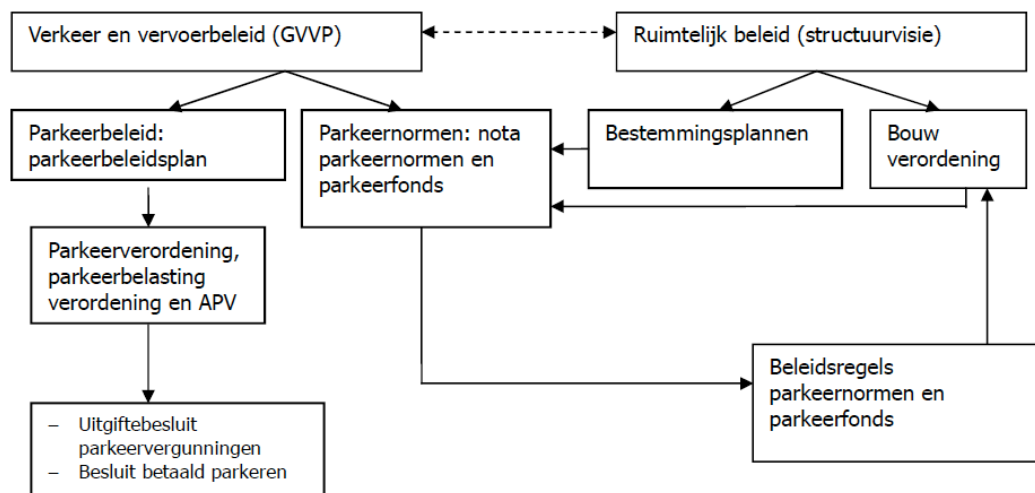 Verkeer en vervoerbeleid (GVVP)
Ruimtelijk beleid (structuurvisie)
Parkeerbeleid:
parkeerbeleidsplan
Parkeernormen: nota
parkeernormen en
parkeerfonds
Bestemmingsplannen
Bouw
verordening
Parkeerverordening,
parkeerbelasting
verordening en APV
Beleidsregels
parkeernormen en
parkeerfonds
– Uitgiftebesluit
parkeervergunningen
– Besluit betaald parkeren